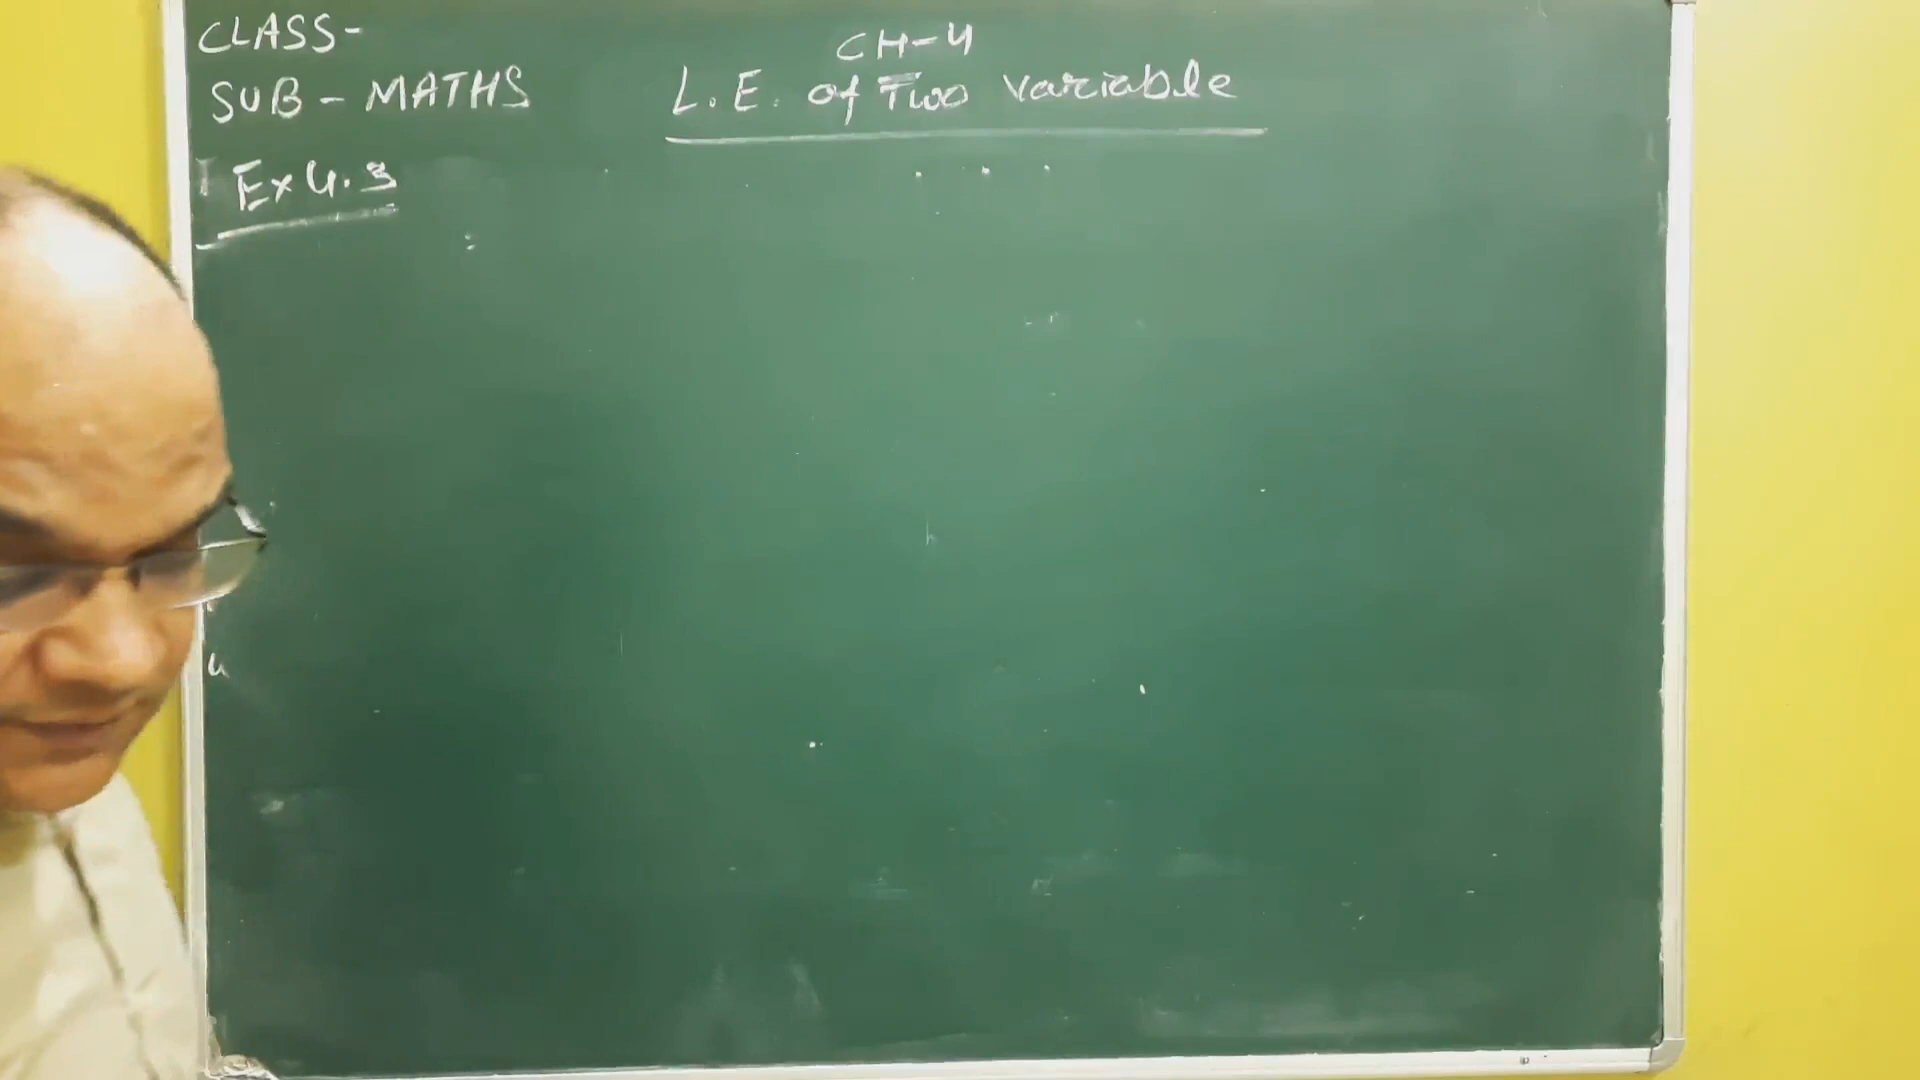 CLASS-
CH-4
SUB - MATHS
L.E. of Two variable
Ex 4.3